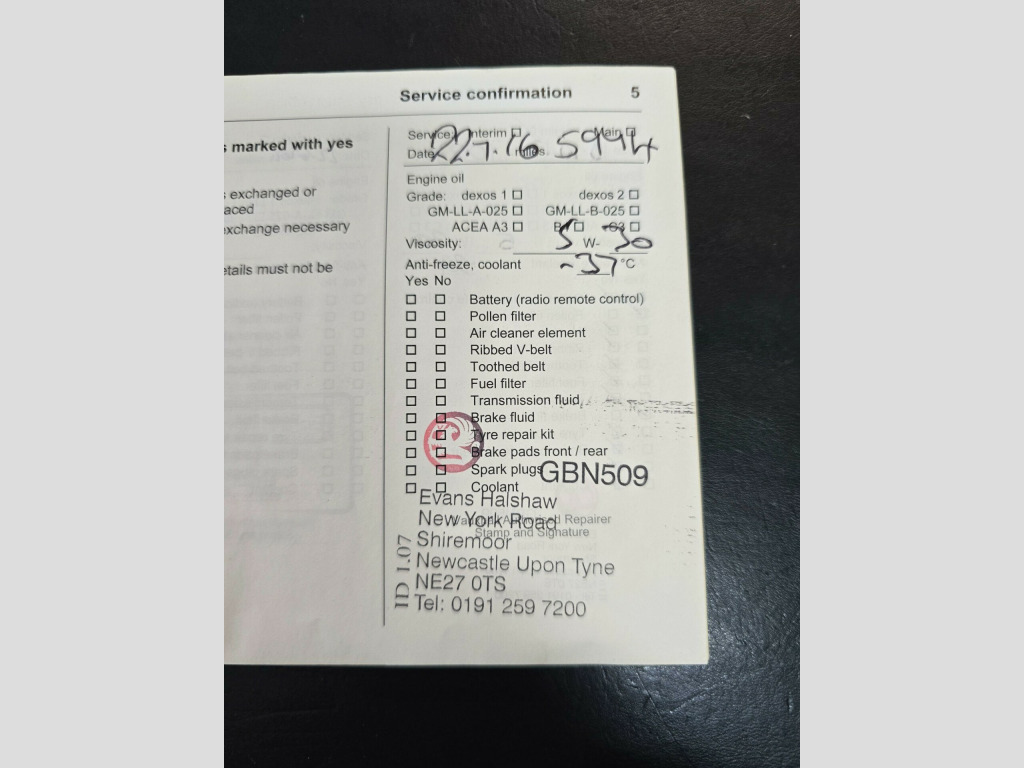 Service confirmation 5
marked with yes
exchanged or
aced
exchange necessary
etails must not be
Service: Interim □ Main □
Date 22.7.16 miles. 5994
Engine oil
Grade: dexos 1 □ dexos 2 □
GM-LL-A-025 □ GM-LL-B-025 □
ACEA A3 □ □ □
Viscosity: 5 W- 30
Anti-freeze, coolant -37 °C
Yes No
□ □ Battery (radio remote control)
□ □ Pollen filter
□ □ Air cleaner element
□ □ Ribbed V-belt
□ □ Toothed belt
□ □ Fuel filter
□ □ Transmission fluid
□ □ Brake fluid
□ □ Tyre repair kit
□ □ Brake pads front / rear
□ □ Spark plugs
GBN509
□ □ Coolant
Evans Halshaw
New York Road
Vauxhall Authorised Repairer
Stamp and Signature
Shiremoor
Newcastle Upon Tyne
NE27 0TS
Tel: 0191 259 7200
ID 1.07